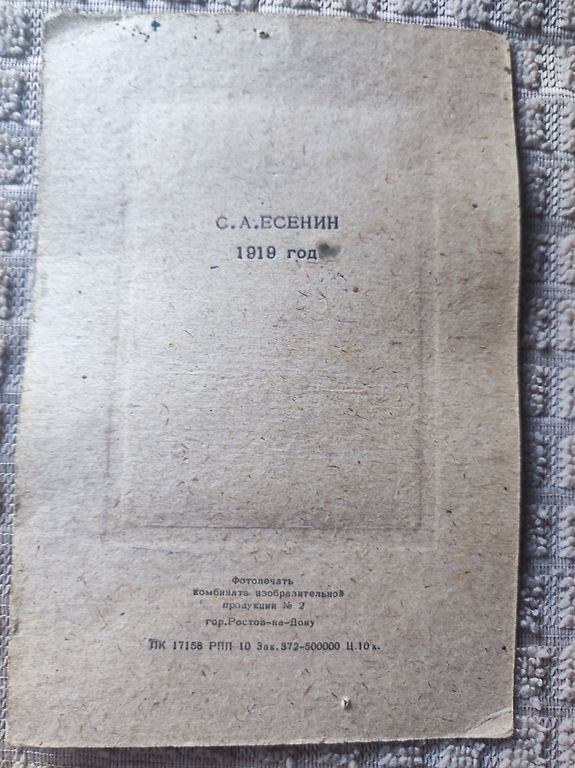 С.А.ЕСЕНИН
1919 год
Фотопечать
комбината изобразительной
продукции № 2
гор.Ростов-на-Дону
ПК 17158 РПП 10 Зак.372-500000 Ц.10к.